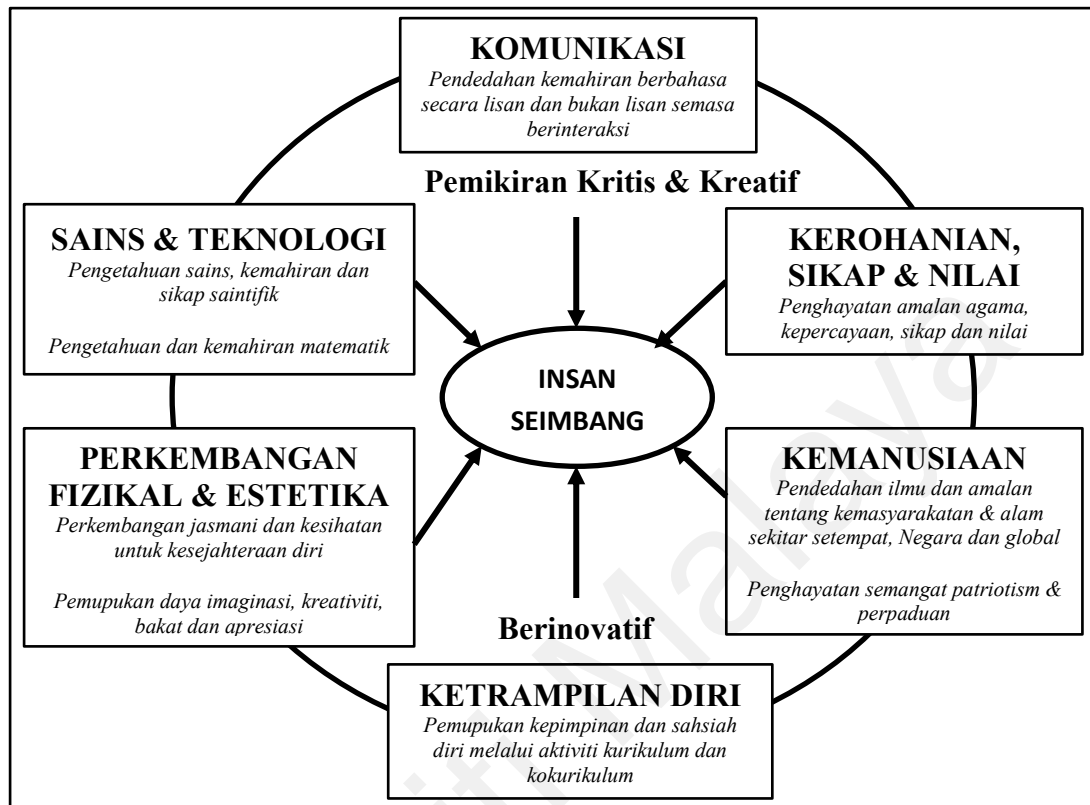 KOMUNIKASI
Pendedahan kemahiran berbahasa
secara lisan dan bukan lisan semasa
berinteraksi
Pemikiran Kritis & Kreatif
SAINS & TEKNOLOGI
Pengetahuan sains, kemahiran dan
sikap saintifik
Pengetahuan dan kemahiran matematik
KEROHANIAN,
SIKAP & NILAI
Penghayatan amalan agama,
kepercayaan, sikap dan nilai
INSAN
SEIMBANG
PERKEMBANGAN
FIZIKAL & ESTETIKA
Perkembangan jasmani dan kesihatan
untuk kesejahteraan diri
Pemupukan daya imaginasi, kreativiti,
bakat dan apresiasi
KEMANUSIAAN
Pendedahan ilmu dan amalan
tentang kemasyarakatan & alam
sekitar setempat, Negara dan global
Penghayatan semangat patriotism &
perpaduan
Berinovatif
KETRAMPILAN DIRI
Pemupukan kepimpinan dan sahsiah
diri melalui aktiviti kurikulum dan
kokurikulum